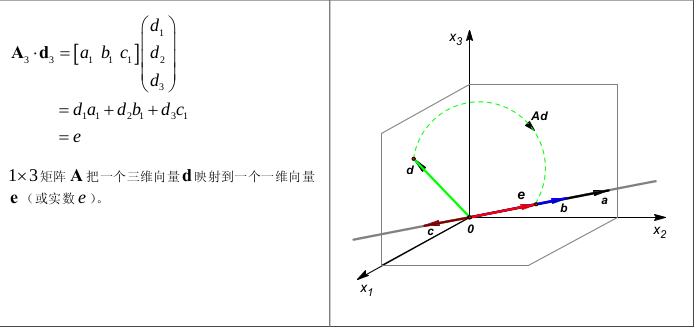 A₃ · d₃ = [a₁ b₁ c₁] (d₁ d₂ d₃)
= d₁a₁ + d₂b₁ + d₃c₁
= e
1×3矩阵 A 把一个三维向量d映射到一个一维向量
e（或实数e）。
x₃
Ad
d
e
b
a
c
0
x₂
x₁